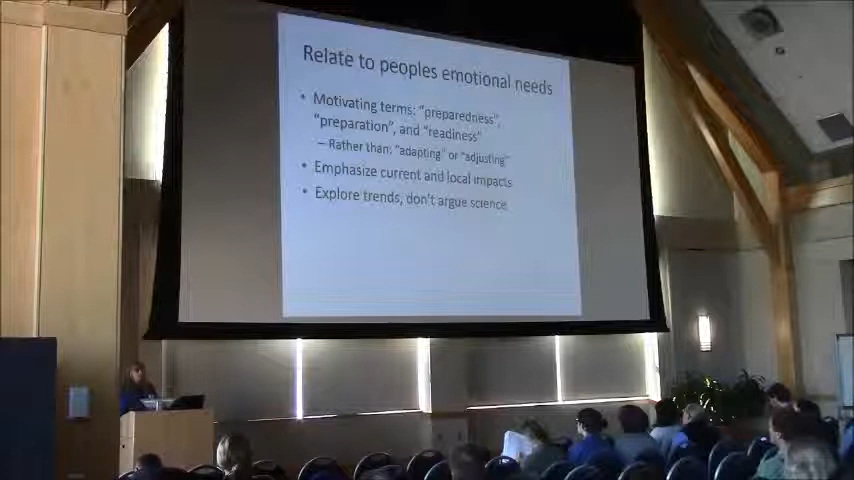 Relate to peoples emotional needs
• Motivating terms: "preparedness",
"preparation", and "readiness"
– Rather than: "adapting" or "adjusting"
• Emphasize current and local impacts
• Explore trends, don't argue science